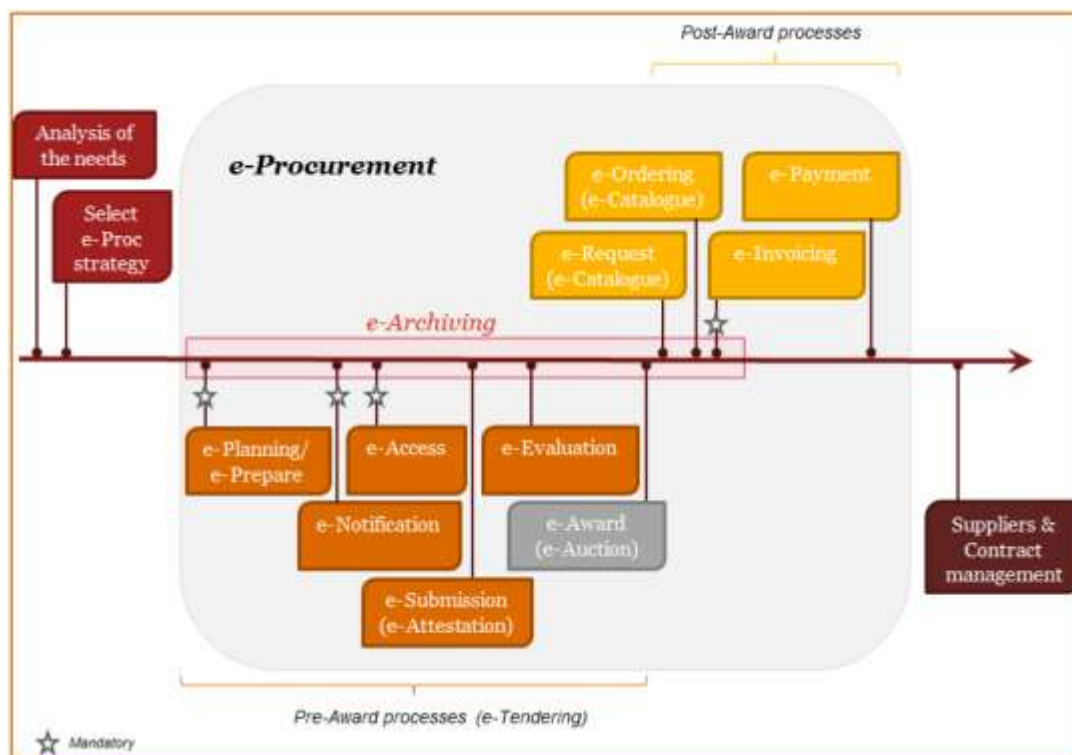 Post-Award processes
Analysis of
the needs
e-Procurement
e-Ordering
(e-Catalogue)
e-Payment
Select
e-Proc
strategy
e-Request
(e-Catalogue)
e-Invoicing
e-Archiving
e-Planning/
e-Prepare
e-Access
e-Evaluation
e-Notification
e-Award
(e-Auction)
Suppliers &
Contract
management
e-Submission
(e-Attestation)
Pre-Award processes (e-Tendering)
Mandatory